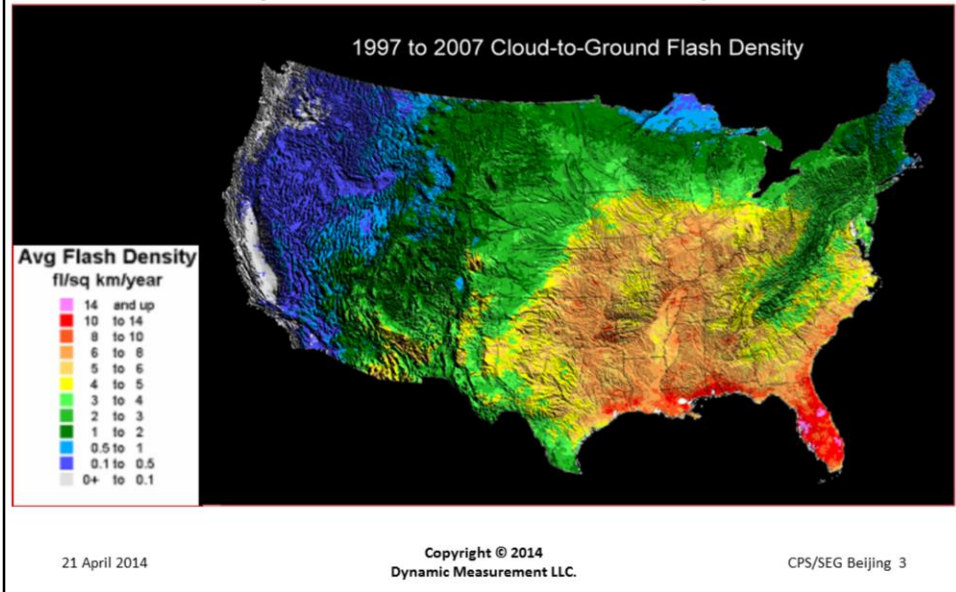 1997 to 2007 Cloud-to-Ground Flash Density
Avg Flash Density
fl/sq km/year
14 and up
10 to 14
8 to 10
6 to 8
5 to 6
4 to 5
3 to 4
2 to 3
1 to 2
0.5 to 1
0.1 to 0.5
0+ to 0.1
21 April 2014
Copyright © 2014
Dynamic Measurement LLC.
CPS/SEG Beijing 3